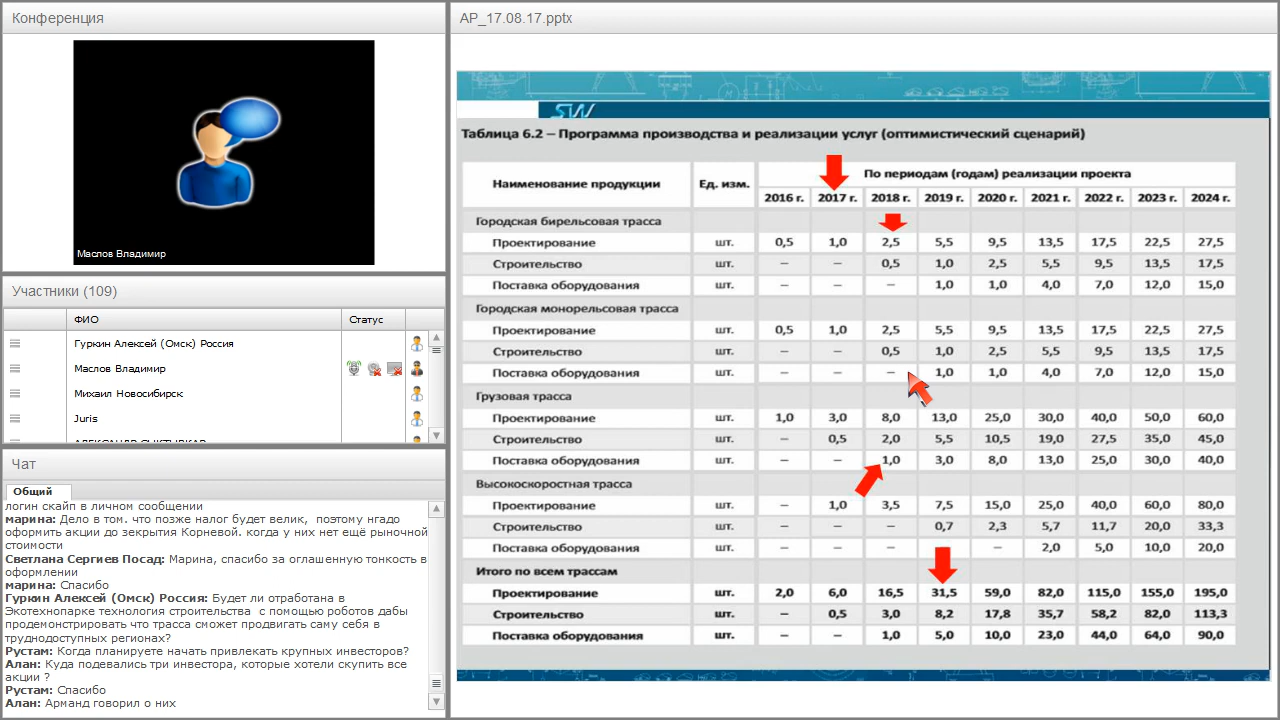 Конференция
Маслов Владимир
Участники (109)
ФИО Статус
Гуркин Алексей (Омск) Россия
Маслов Владимир
Михаил Новосибирск
Juris
Чат
Общий
логин скайп в личном сообщении
марина: Дело в том. что позже налог будет велик, поэтому нгадо
оформить акции до зекрытия Корневой. когда у них нет ещё рыночной
стоимости
Светлана Сергиев Посад: Марина, спасибо за оглашенную тонкость в
оформлении
марина: Спасибо
Гуркин Алексей (Омск) Россия: Будет ли отработана в
Экотехнопарке технология строительства с помощью роботов дабы
продемонстрировать что трасса сможет продвигать саму себя в
труднодоступных регионах?
Рустам: Когда планируете начать привлекать крупных инвесторов?
Алан: Куда подевались три инвестора, которые хотели скупить все
акции ?
Рустам: Спасибо
Алан: Арманд говорил о них
AP_17.08.17.pptx
SW
Таблица 6.2 – Программа производства и реализации услуг (оптимистический сценарий)
Наименование продукции Ед. изм. По периодам (годам) реализации проекта
2016 г. 2017 г. 2018 г. 2019 г. 2020 г. 2021 г. 2022 г. 2023 г. 2024 г.
Городская бирельсовая трасса
Проектирование шт. 0,5 1,0 2,5 5,5 9,5 13,5 17,5 22,5 27,5
Строительство шт. – – 0,5 1,0 2,5 5,5 9,5 13,5 17,5
Поставка оборудования шт. – – – 1,0 1,0 4,0 7,0 12,0 15,0
Городская монорельсовая трасса
Проектирование шт. 0,5 1,0 2,5 5,5 9,5 13,5 17,5 22,5 27,5
Строительство шт. – – 0,5 1,0 2,5 5,5 9,5 13,5 17,5
Поставка оборудования шт. – – – 1,0 1,0 4,0 7,0 12,0 15,0
Грузовая трасса
Проектирование шт. 1,0 3,0 8,0 13,0 25,0 30,0 40,0 50,0 60,0
Строительство шт. – 0,5 2,0 5,5 10,5 19,0 27,5 35,0 45,0
Поставка оборудования шт. – – 1,0 3,0 8,0 13,0 25,0 30,0 40,0
Высокоскоростная трасса
Проектирование шт. – 1,0 3,5 7,5 15,0 25,0 40,0 60,0 80,0
Строительство шт. – – – 0,7 2,3 5,7 11,7 20,0 33,3
Поставка оборудования шт. – – – – 2,0 5,0 10,0 20,0
Итого по всем трассам
Проектирование шт. 2,0 6,0 16,5 31,5 59,0 82,0 115,0 155,0 195,0
Строительство шт. – 0,5 3,0 8,2 17,8 35,7 58,2 82,0 113,3
Поставка оборудования шт. – – 1,0 5,0 10,0 23,0 44,0 64,0 90,0